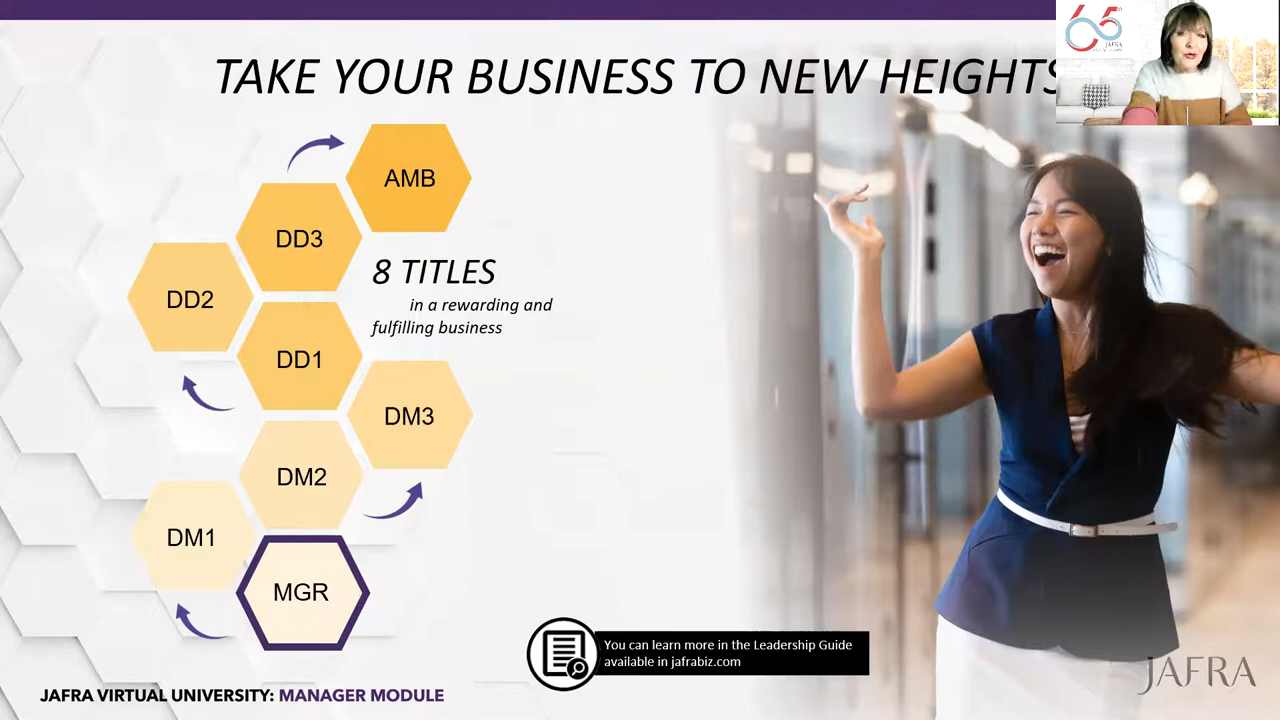 TAKE YOUR BUSINESS TO NEW HEIGHTS
65
JAFRA
AMB
DD3
8 TITLES
in a rewarding and
fulfilling business
DD2
DD1
DM3
DM2
DM1
MGR
You can learn more in the Leadership Guide
available in jafrabiz.com
JAFRA
JAFRA VIRTUAL UNIVERSITY: MANAGER MODULE